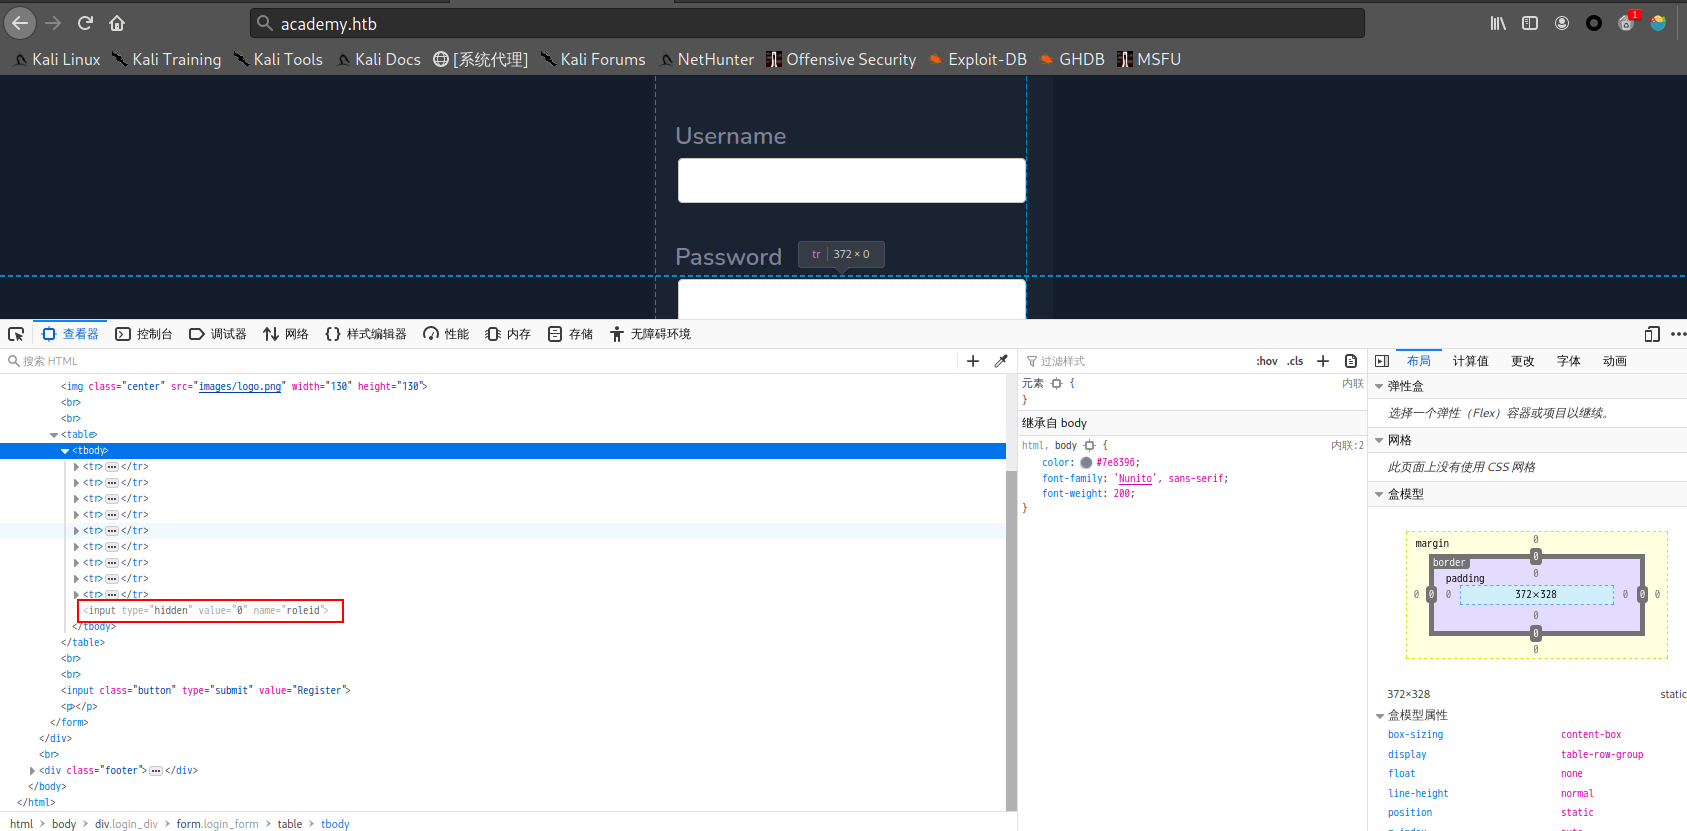 academy.htb
1
Kali Linux Kali Training Kali Tools Kali Docs [系统代理] Kali Forums NetHunter Offensive Security Exploit-DB GHDB MSFU
Username
Password
tr 372 × 0
查看器 控制台 调试器 网络 {} 样式编辑器 性能 内存 存储 无障碍环境
搜索 HTML
<img class="center" src="images/logo.png" width="130" height="130">
<br>
<br>
<table>
<tbody>
<tr>…</tr>
<tr>…</tr>
<tr>…</tr>
<tr>…</tr>
<tr>…</tr>
<tr>…</tr>
<tr>…</tr>
<tr>…</tr>
<tr>…</tr>
<input type="hidden" value="0" name="roleid">
</tbody>
</table>
<br>
<br>
<input class="button" type="submit" value="Register">
<p></p>
</form>
</div>
<br>
<div class="footer">…</div>
</body>
</html>
html > body > div.login_div > form.login_form > table > tbody
过滤样式 :hov .cls +
元素 { 内联
}
继承自 body
html, body { 内联:2
color: #7e8396;
font-family: 'Nunito', sans-serif;
font-weight: 200;
}
布局 计算值 更改 字体 动画
弹性盒
选择一个弹性（Flex）容器或项目以继续。
网格
此页面上没有使用 CSS 网格
盒模型
margin 0
border 0
padding 0
0 0 0 372×328 0 0 0
0
0
0
372×328 static
盒模型属性
box-sizing content-box
display table-row-group
float none
line-height normal
position static